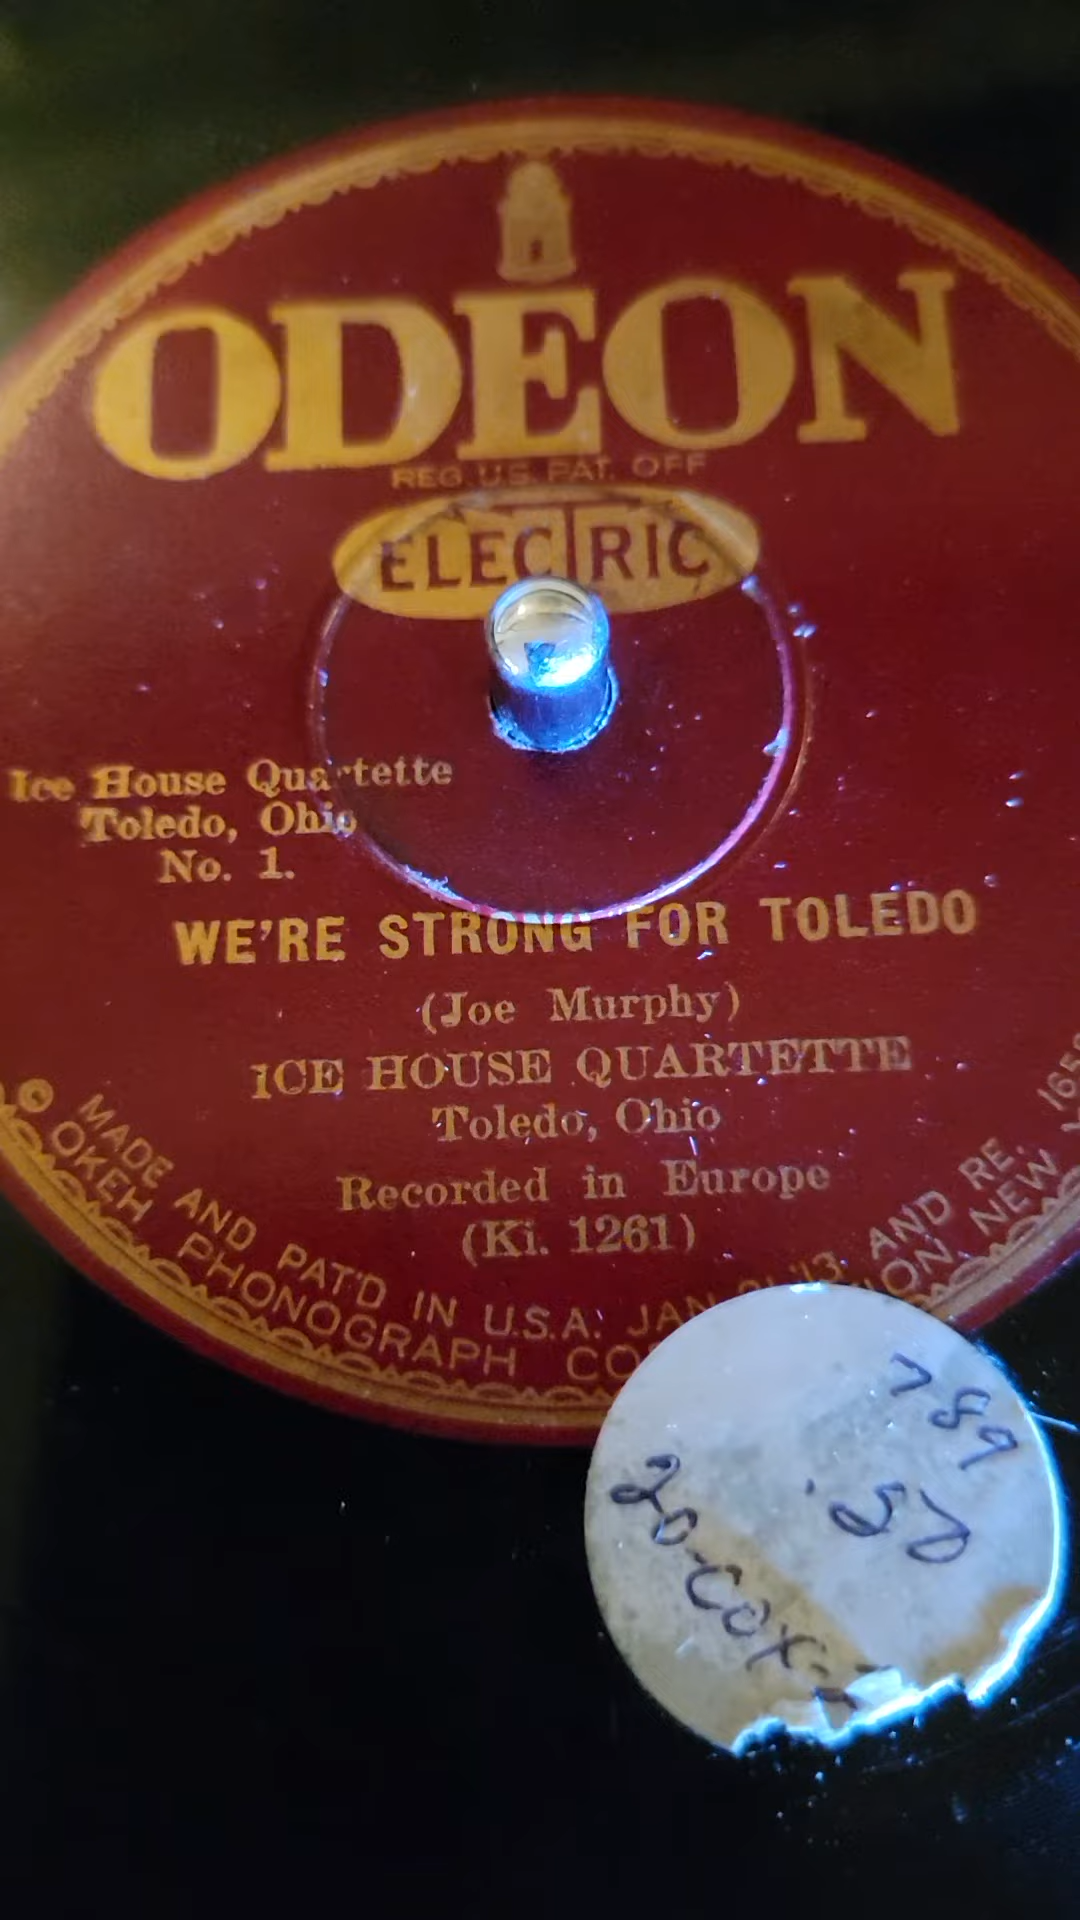 ODEON
REG. U.S. PAT. OFF
ELECTRIC
Ice House Quartette
Toledo, Ohio
No. 1.
WE'RE STRONG FOR TOLEDO
(Joe Murphy)
ICE HOUSE QUARTETTE
Toledo, Ohio
Recorded in Europe
(Ki. 1261)
MADE AND PAT'D IN U.S.A. JAN. '13. AND RE.
OKEH PHONOGRAPH NEW
789
.50
20-COX-2